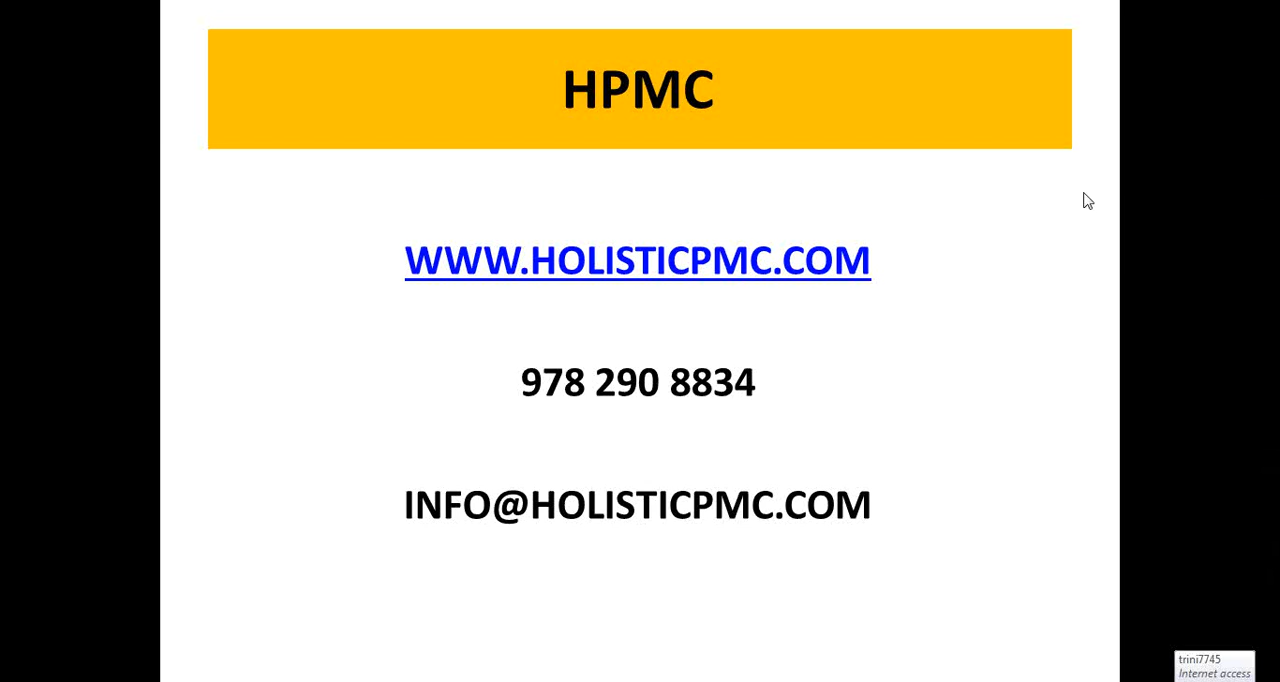 HPMC
WWW.HOLISTICPMC.COM
978 290 8834
INFO@HOLISTICPMC.COM
trini7745
Internet access